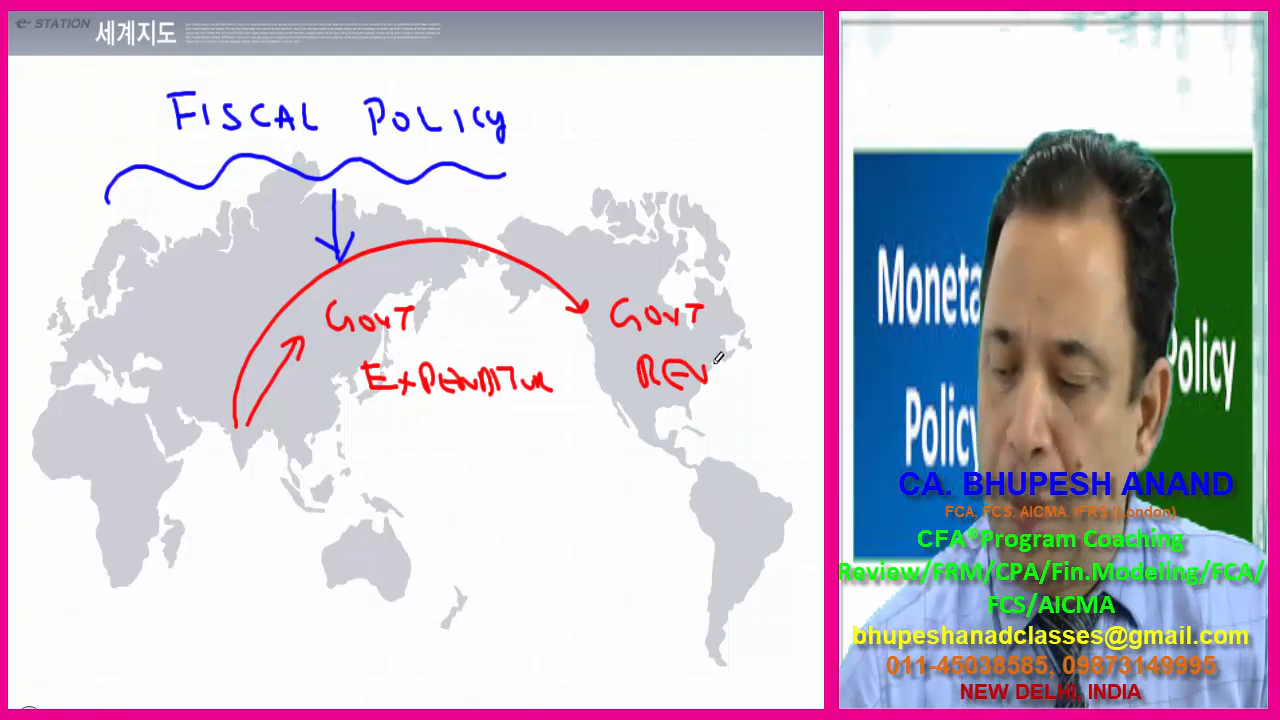 e- STATION
세계지도
FISCAL POLICY
GOVT
EXPENDITUR
GOVT
REV
Moneta
Policy
Policy
CA. BHUPESH ANAND
FCA. FCS. AICMA. IFRS (London)
CFA®Program Coaching
Review/FRM/CPA/Fin.Modeling/FCA/
FCS/AICMA
bhupeshanadclasses@gmail.com
011-45038585, 09873149995
NEW DELHI, INDIA